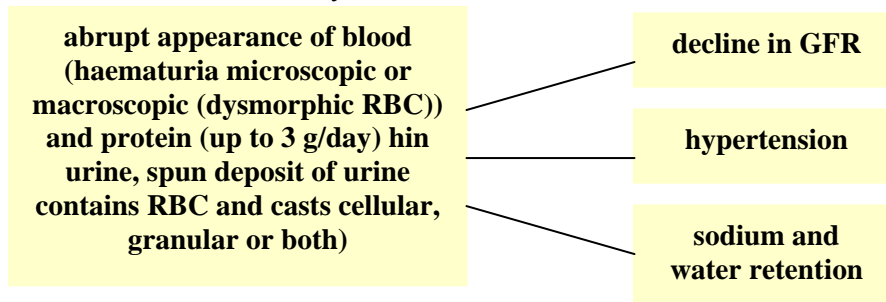 abrupt appearance of blood
(haematuria microscopic or
macroscopic (dysmorphic RBC))
and protein (up to 3 g/day) hin
urine, spun deposit of urine
contains RBC and casts cellular,
granular or both)
decline in GFR
hypertension
sodium and
water retention